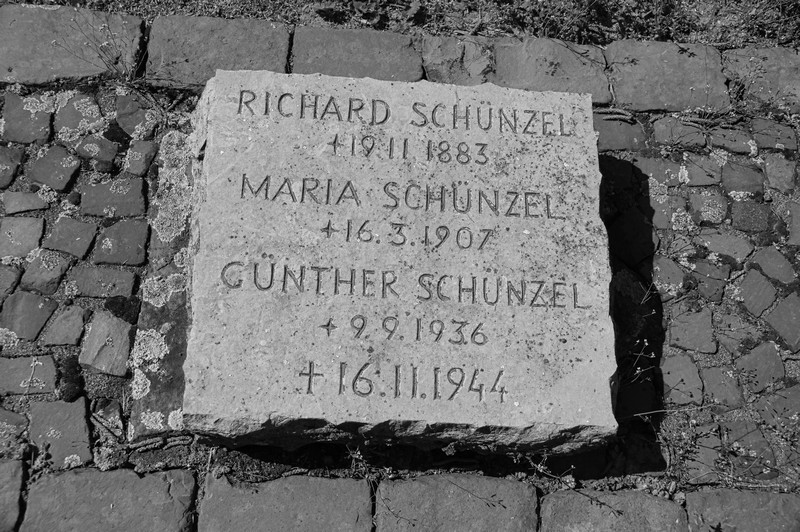 RICHARD SCHÜNZEL
+19.11 1883
MARIA SCHÜNZEL
+16.3.1907
GÜNTHER SCHÜNZEL
+9.9.1936
+16.11.1944